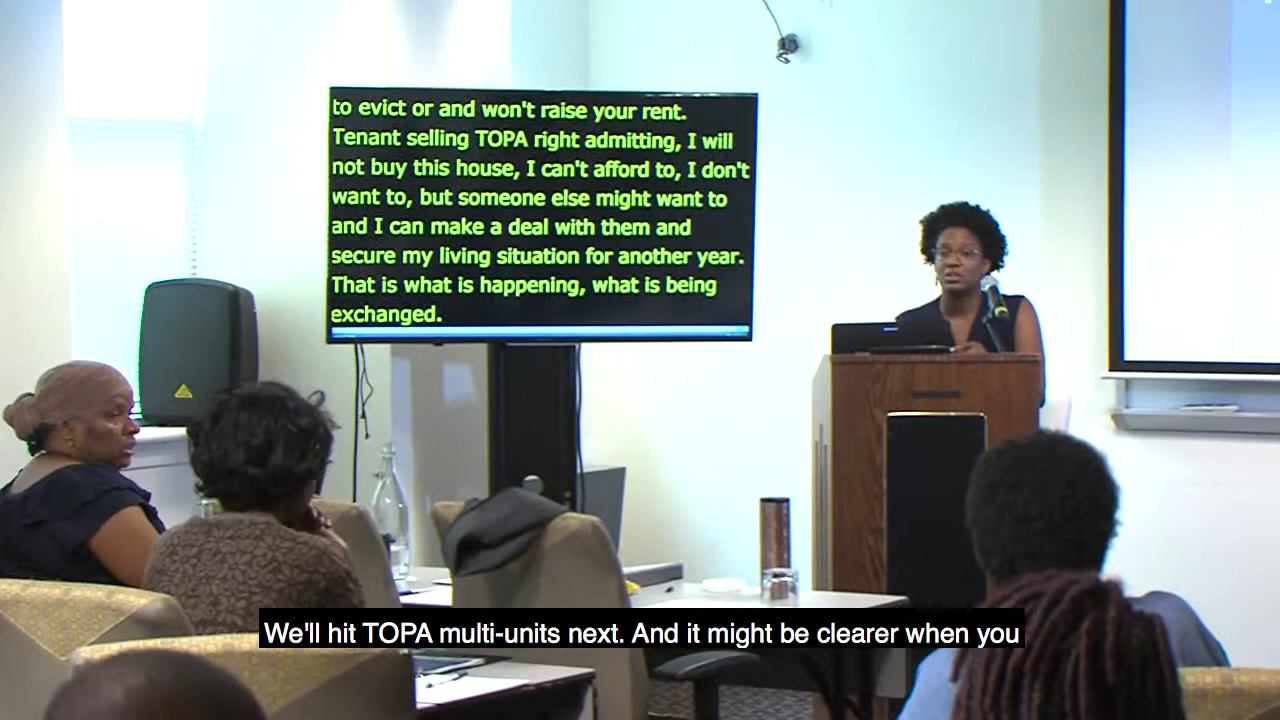 to evict or and won't raise your rent.
Tenant selling TOPA right admitting, I will
not buy this house, I can't afford to, I don't
want to, but someone else might want to
and I can make a deal with them and
secure my living situation for another year.
That is what is happening, what is being
exchanged.
We'll hit TOPA multi-units next. And it might be clearer when you